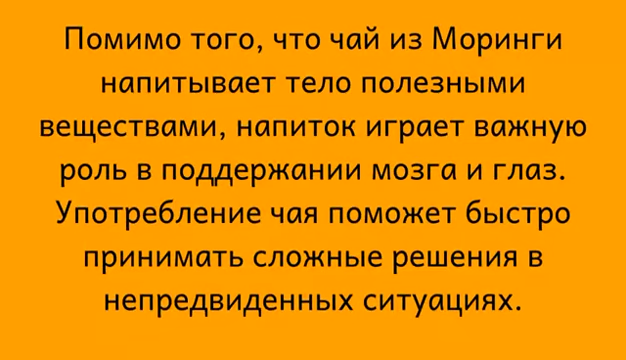 Помимо того, что чай из Моринги
напитывает тело полезными
веществами, напиток играет важную
роль в поддержании мозга и глаз.
Употребление чая поможет быстро
принимать сложные решения в
непредвиденных ситуациях.